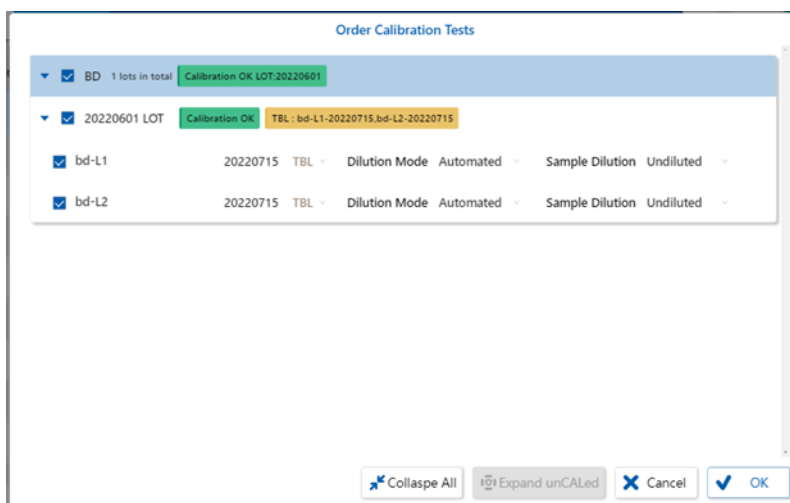 Order Calibration Tests
BD 1 lots in total Calibration OK LOT:20220601
20220601 LOT Calibration OK TBL : bd-L1-20220715,bd-L2-20220715
bd-L1 20220715 TBL Dilution Mode Automated Sample Dilution Undiluted
bd-L2 20220715 TBL Dilution Mode Automated Sample Dilution Undiluted
Collaspe All Expand unCALed Cancel OK